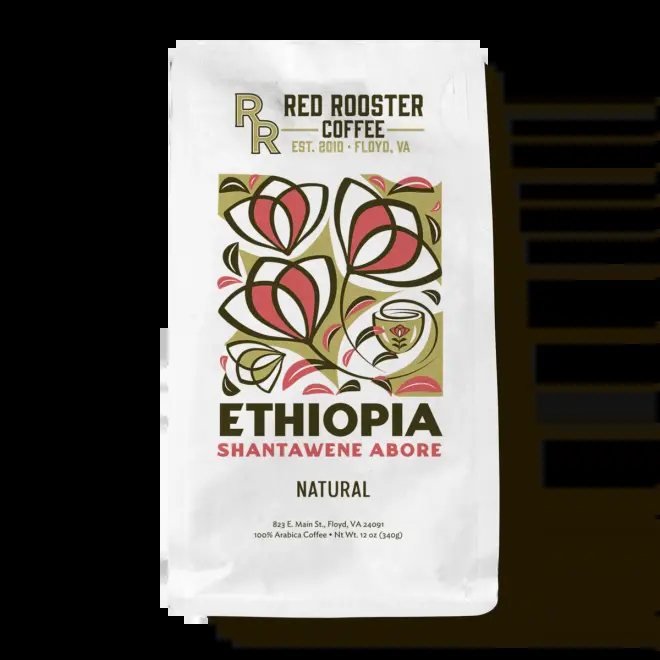 RR
RED ROOSTER
COFFEE
EST. 2010 · FLOYD, VA
ETHIOPIA
SHANTAWENE ABORE
NATURAL
823 E. Main St., Floyd, VA 24091
100% Arabica Coffee • Nt Wt. 12 oz (340g)